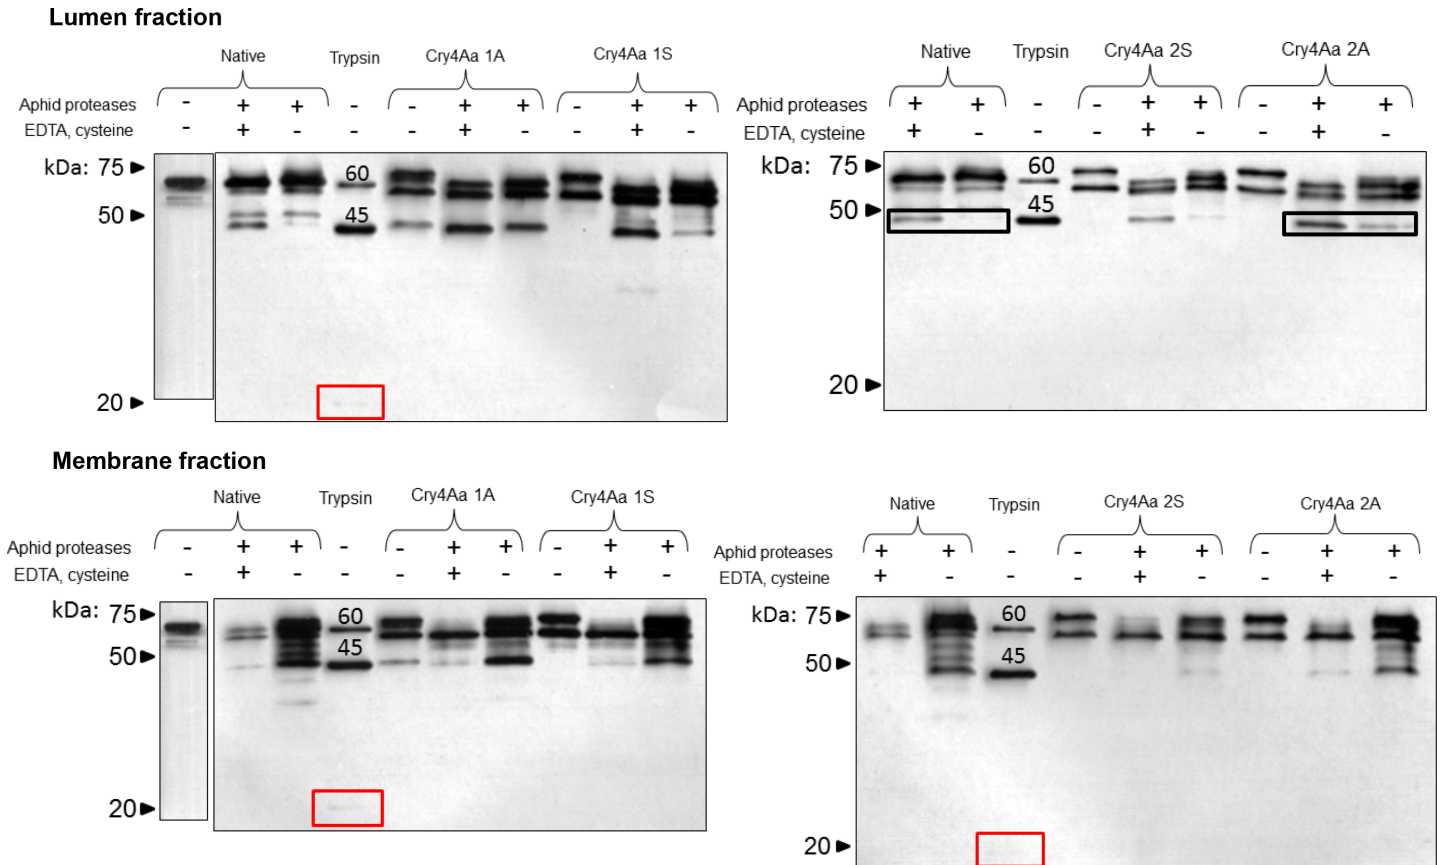 Lumen fraction
Native Trypsin Cry4Aa 1A Cry4Aa 1S
Aphid proteases - + + - - + + - + +
EDTA, cysteine - + - - - + - - + -
kDa: 75
60
50
45
20
Native Trypsin Cry4Aa 2S Cry4Aa 2A
Aphid proteases + + - - + + - + +
EDTA, cysteine + - - - + - - + -
kDa: 75
60
50
45
20
Membrane fraction
Native Trypsin Cry4Aa 1A Cry4Aa 1S
Aphid proteases - + + - - + + - + +
EDTA, cysteine - + - - - + - - + -
kDa: 75
60
50
45
20
Native Trypsin Cry4Aa 2S Cry4Aa 2A
Aphid proteases + + - - + + - + +
EDTA, cysteine + - - - + - - + -
kDa: 75
60
50
45
20